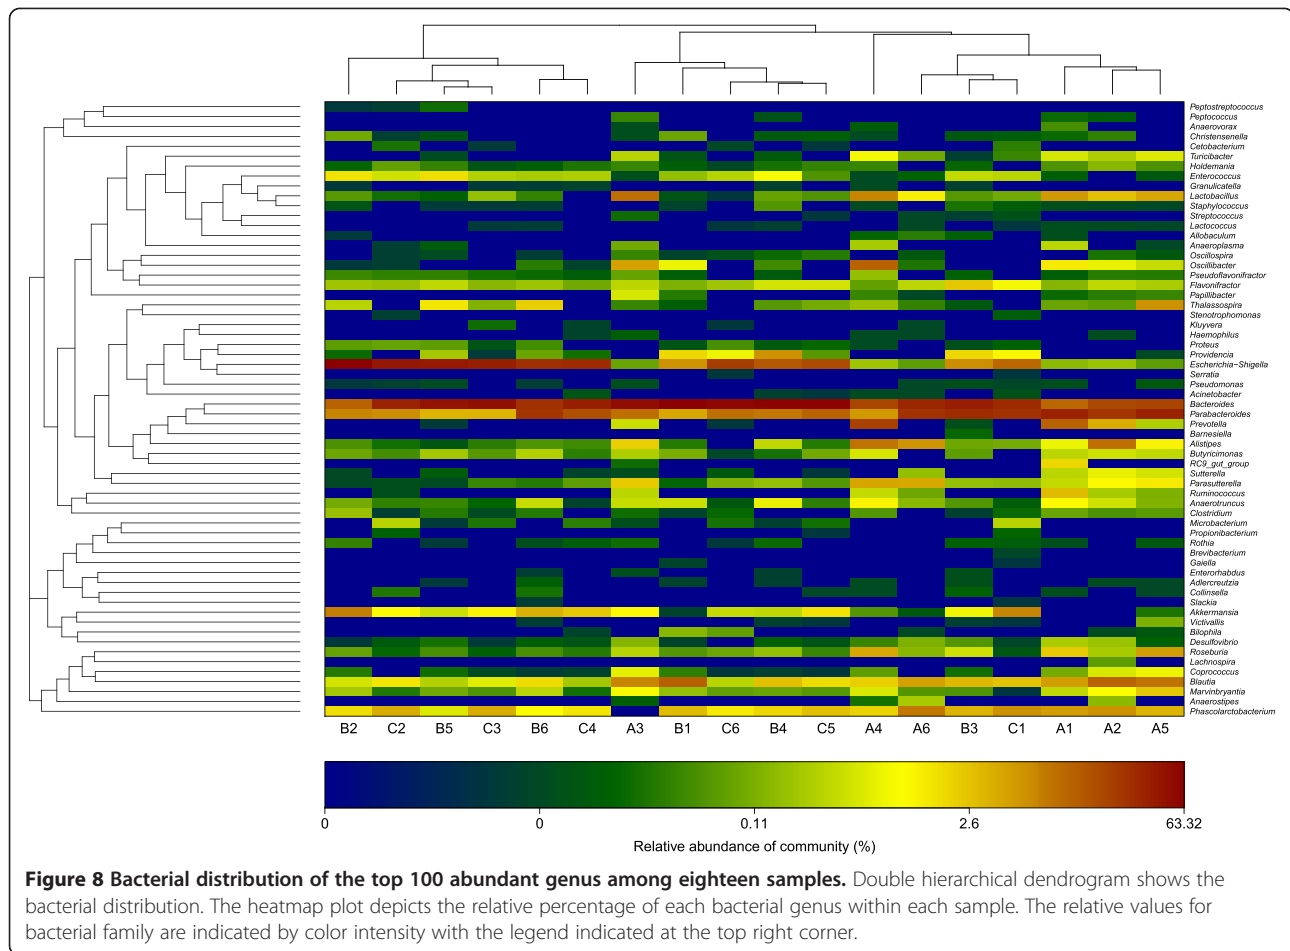 Peptostreptococcus
Peptococcus
Anaerovorax
Christensenella
Cetobacterium
Turicibacter
Holdemania
Enterococcus
Granulicatella
Lactobacillus
Staphylococcus
Streptococcus
Lactococcus
Allobaculum
Anaeroplasma
Oscillospira
Oscillibacter
Pseudoflavonifractor
Flavonifractor
Papillibacter
Thalassospira
Stenotrophomonas
Kluyvera
Haemophilus
Proteus
Providencia
Escherichia−Shigella
Serratia
Pseudomonas
Acinetobacter
Bacteroides
Parabacteroides
Prevotella
Barnesiella
Alistipes
Butyricimonas
RC9_gut_group
Sutterella
Parasutterella
Ruminococcus
Anaerotruncus
Clostridium
Microbacterium
Propionibacterium
Rothia
Brevibacterium
Gaiella
Enterorhabdus
Adlercreutzia
Collinsella
Slackia
Akkermansia
Victivallis
Bilophila
Desulfovibrio
Roseburia
Lachnospira
Coprococcus
Blautia
Marvinbryantia
Anaerostipes
Phascolarctobacterium
B2 C2 B5 C3 B6 C4 A3 B1 C6 B4 C5 A4 A6 B3 C1 A1 A2 A5
0 0 0.11 2.6 63.32
Relative abundance of community (%)
Figure 8 Bacterial distribution of the top 100 abundant genus among eighteen samples. Double hierarchical dendrogram shows the
bacterial distribution. The heatmap plot depicts the relative percentage of each bacterial genus within each sample. The relative values for
bacterial family are indicated by color intensity with the legend indicated at the top right corner.